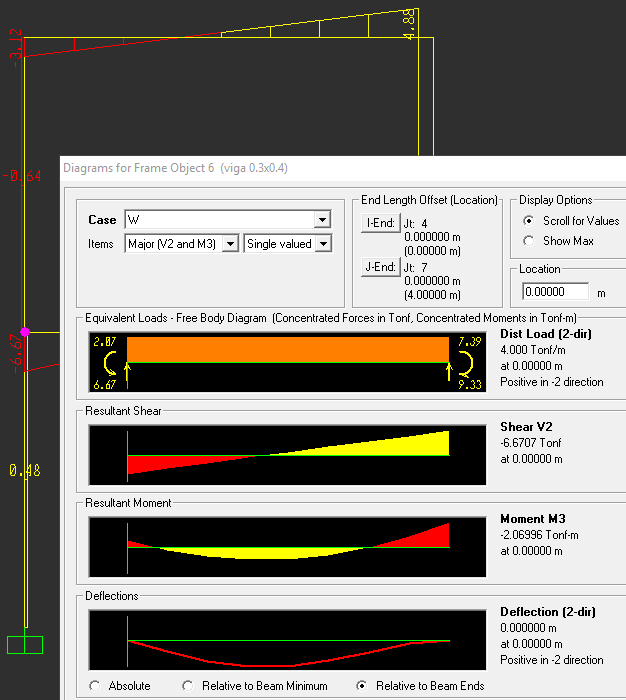 -3.12
4.88
-0.64
-6.67
0.48
Diagrams for Frame Object 6 (viga 0.3x0.4)
Case W
Items Major (V2 and M3) Single valued
End Length Offset (Location)
I-End: Jt: 4
0.000000 m
(0.00000 m)
J-End: Jt: 7
0.000000 m
(4.00000 m)
Display Options
Scroll for Values
Show Max
Location
0.00000 m
Equivalent Loads - Free Body Diagram (Concentrated Forces in Tonf, Concentrated Moments in Tonf-m)
2.07 7.39
6.67 9.33
Dist Load (2-dir)
4.000 Tonf/m
at 0.00000 m
Positive in -2 direction
Resultant Shear
Shear V2
-6.6707 Tonf
at 0.00000 m
Resultant Moment
Moment M3
-2.06996 Tonf-m
at 0.00000 m
Deflections
Deflection (2-dir)
0.000000 m
at 0.00000 m
Positive in -2 direction
Absolute Relative to Beam Minimum Relative to Beam Ends